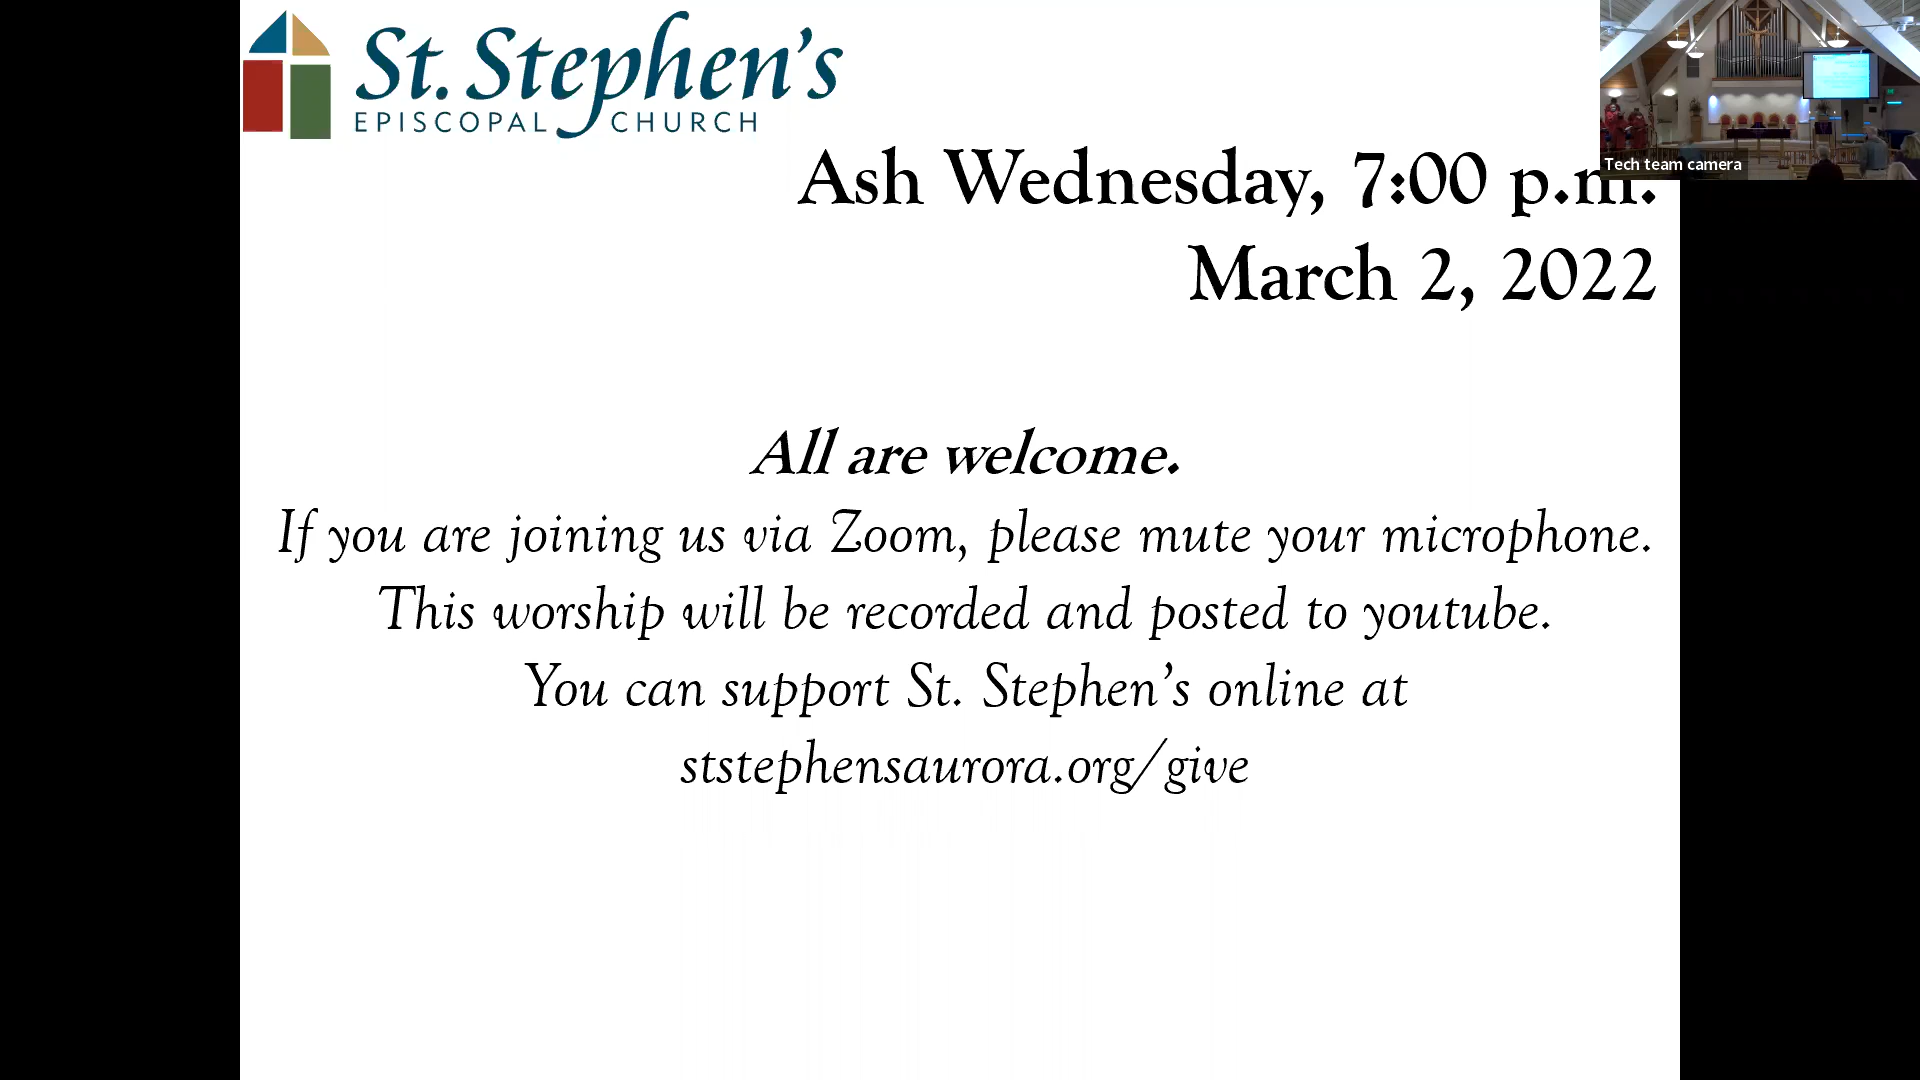 St. Stephen's
EPISCOPAL CHURCH
Ash Wednesday, 7:00 p.m.
Tech team camera
March 2, 2022
All are welcome.
If you are joining us via Zoom, please mute your microphone.
This worship will be recorded and posted to youtube.
You can support St. Stephen’s online at
ststephensaurora.org/give